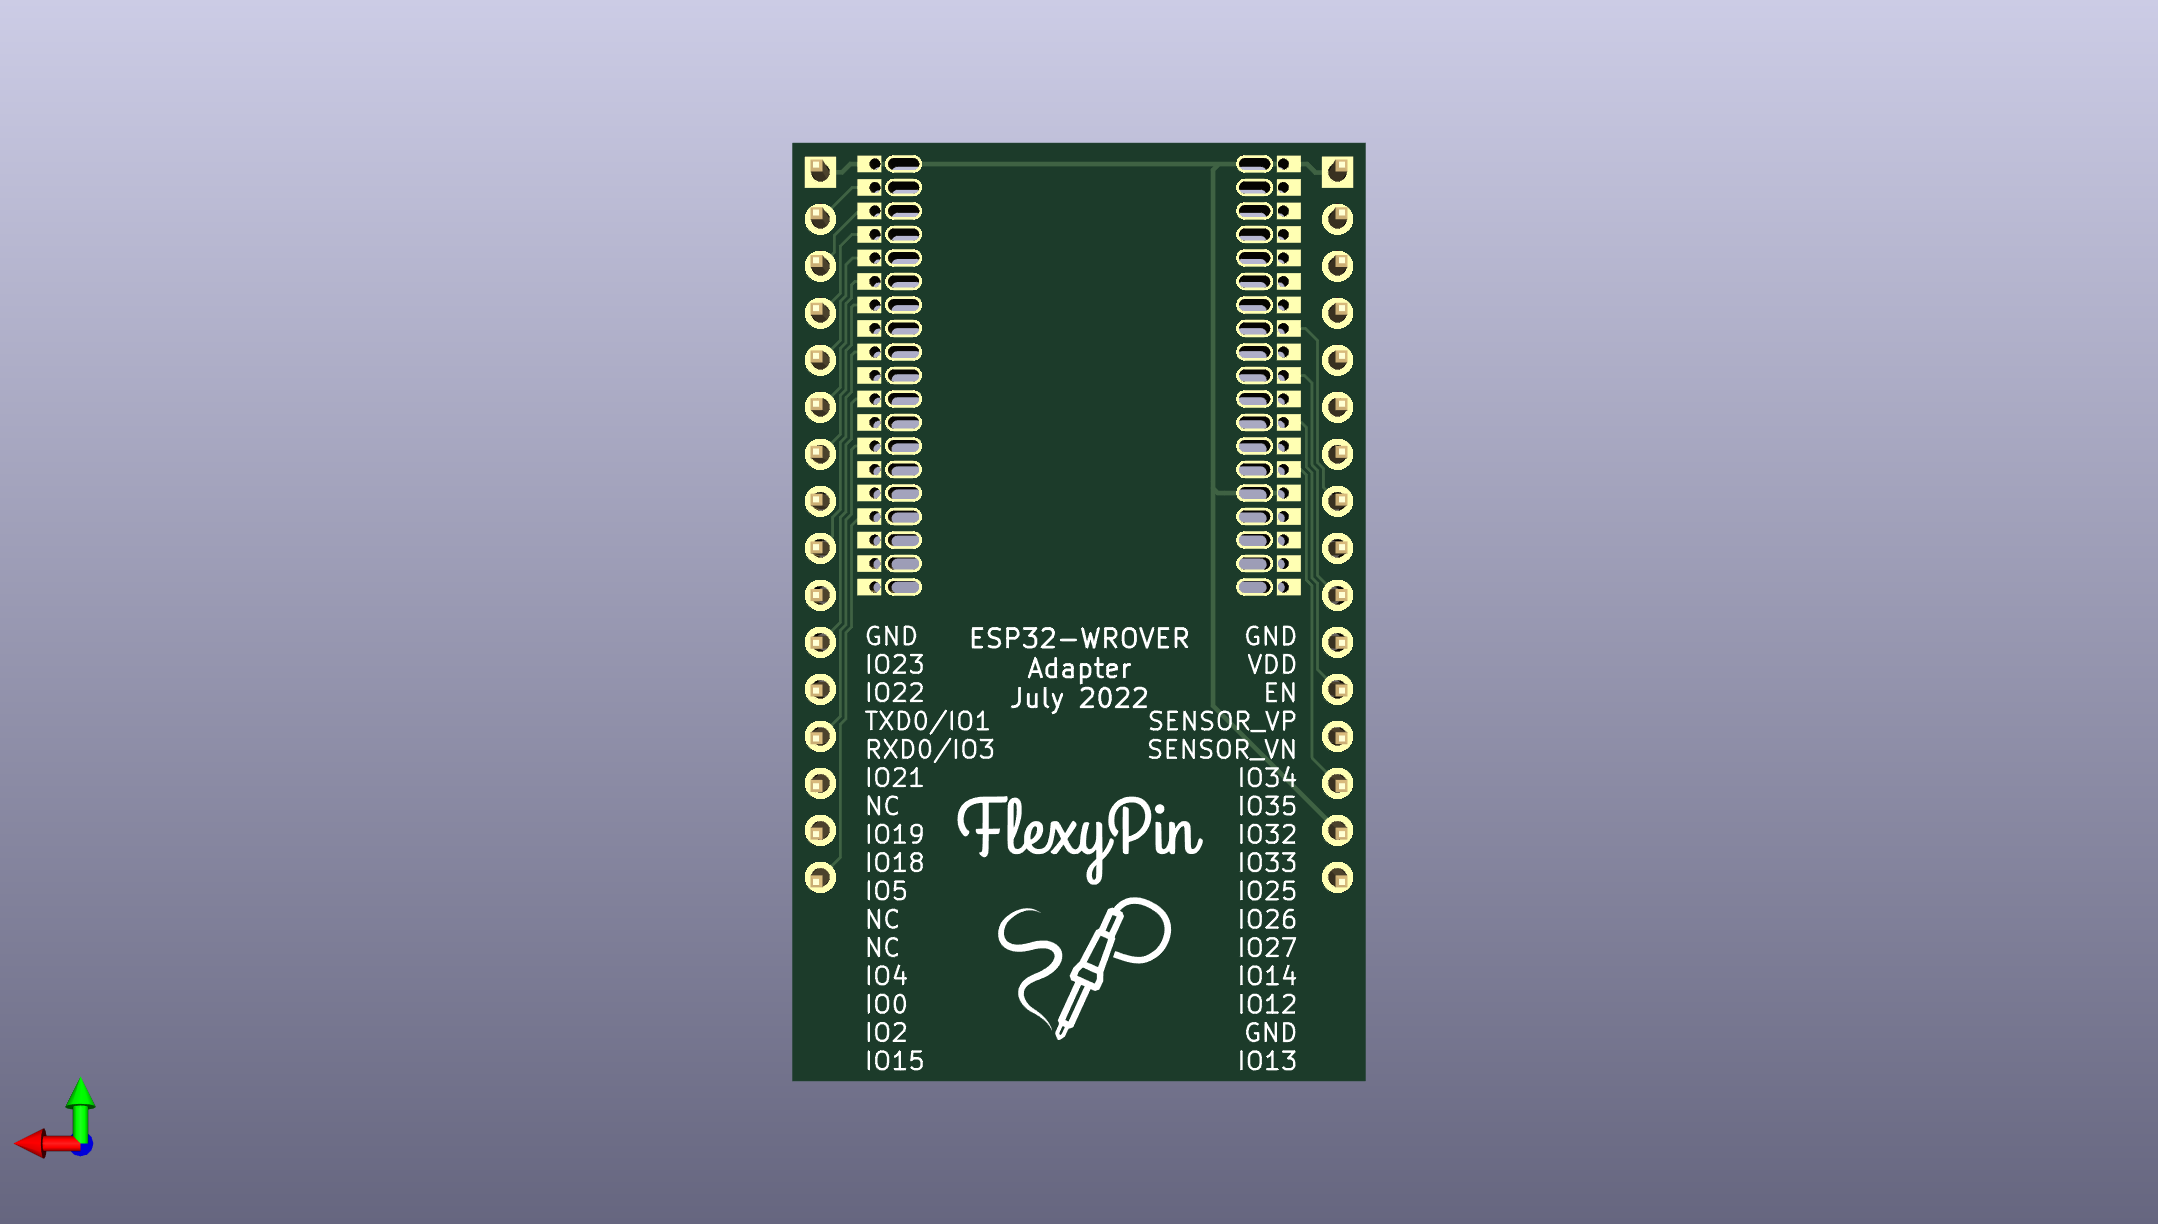 GND
IO23
IO22
TXD0/IO1
RXD0/IO3
IO21
NC
IO19
IO18
IO5
NC
NC
IO4
IO0
IO2
IO15
ESP32-WROVER
Adapter
July 2022
FlexyPin
GND
VDD
EN
SENSOR_VP
SENSOR_VN
IO34
IO35
IO32
IO33
IO25
IO26
IO27
IO14
IO12
GND
IO13